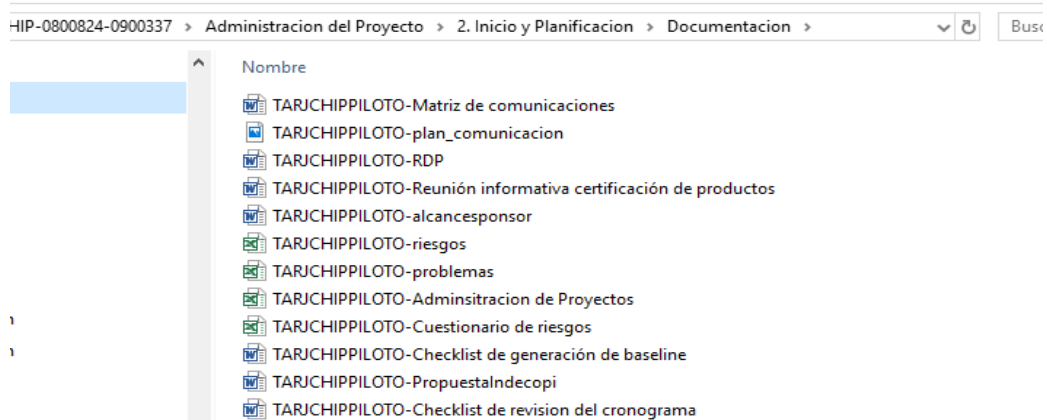 HIP-0800824-0900337 > Administracion del Proyecto > 2. Inicio y Planificacion > Documentacion >
Busc
Nombre
TARJCHIPPILOTO-Matriz de comunicaciones
TARJCHIPPILOTO-plan_comunicacion
TARJCHIPPILOTO-RDP
TARJCHIPPILOTO-Reunión informativa certificación de productos
TARJCHIPPILOTO-alcancesponsor
TARJCHIPPILOTO-riesgos
TARJCHIPPILOTO-problemas
TARJCHIPPILOTO-Adminsitracion de Proyectos
TARJCHIPPILOTO-Cuestionario de riesgos
TARJCHIPPILOTO-Checklist de generación de baseline
TARJCHIPPILOTO-PropuestaIndecopi
TARJCHIPPILOTO-Checklist de revision del cronograma